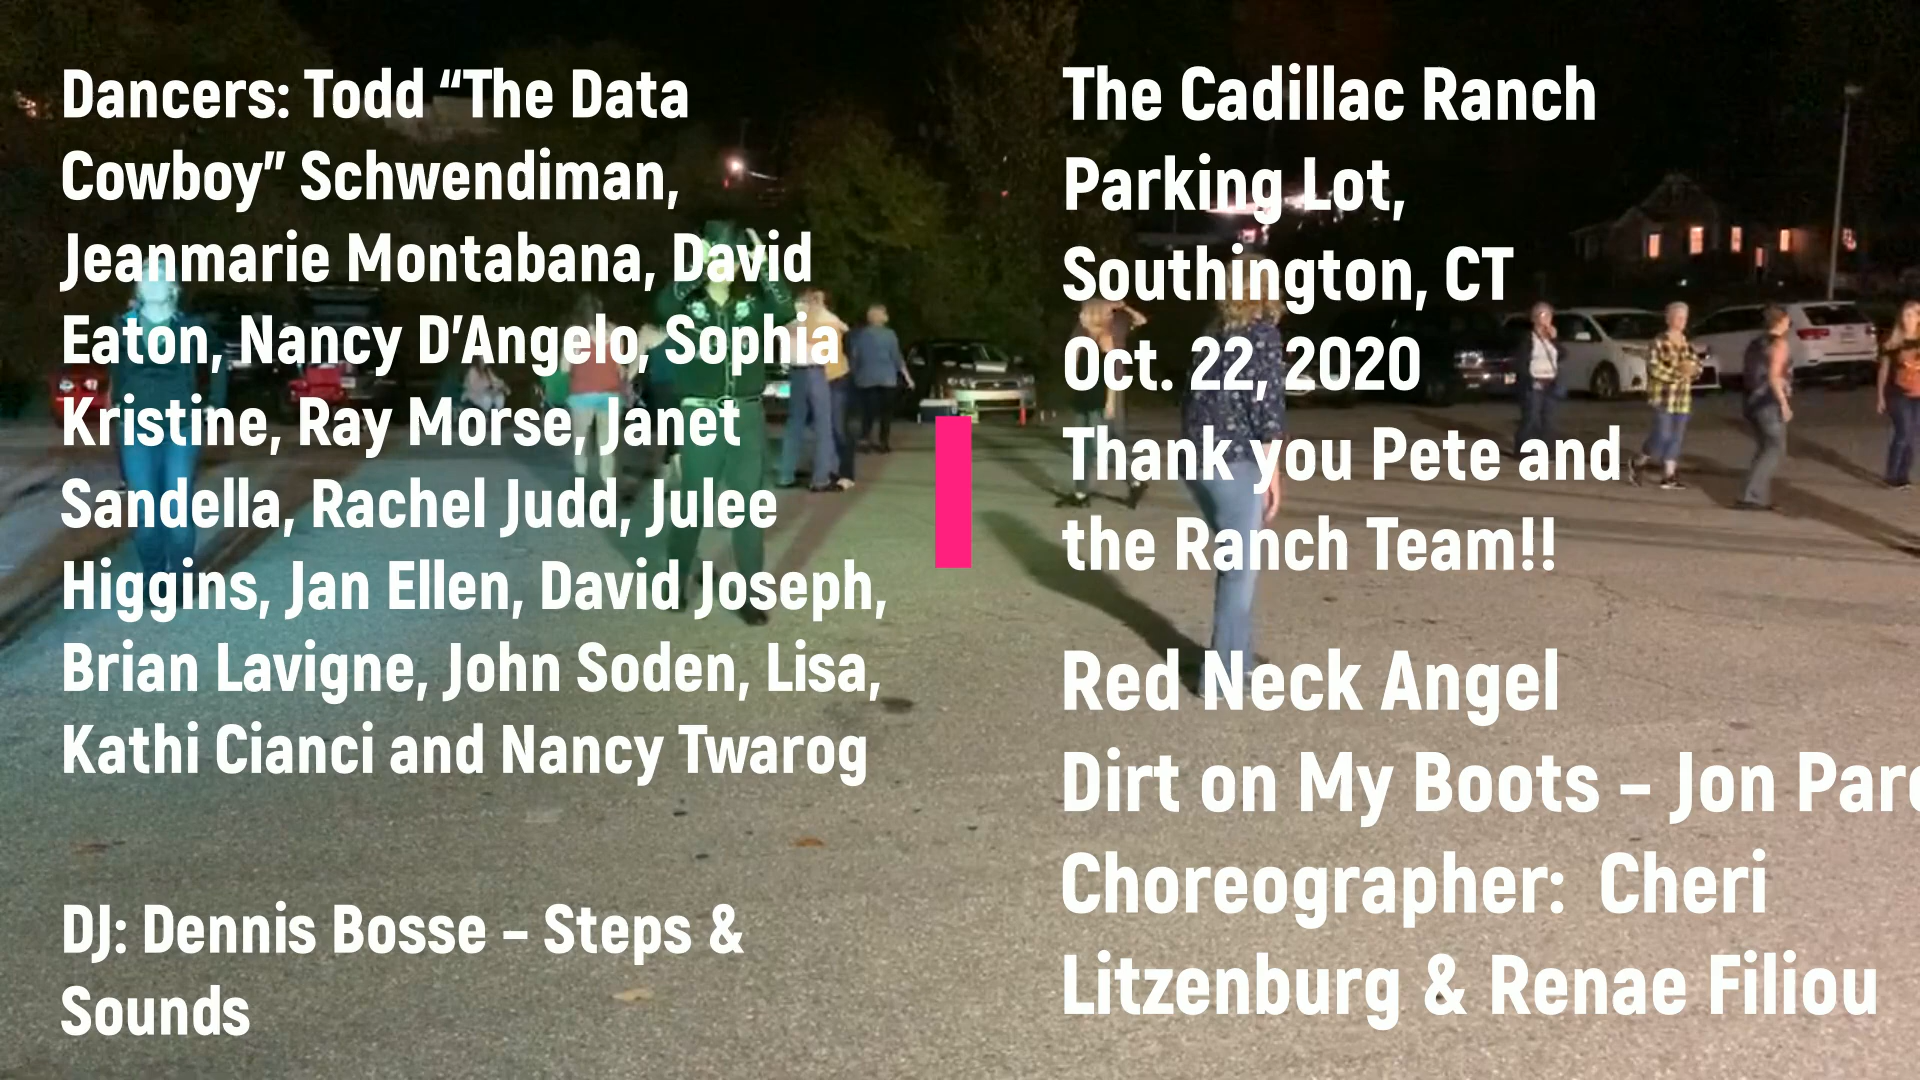 Dancers: Todd “The Data
Cowboy” Schwendiman,
Jeanmarie Montabana, David
Eaton, Nancy D’Angelo, Sophia
Kristine, Ray Morse, Janet
Sandella, Rachel Judd, Julee
Higgins, Jan Ellen, David Joseph,
Brian Lavigne, John Soden, Lisa,
Kathi Cianci and Nancy Twarog
DJ: Dennis Bosse – Steps &
Sounds
The Cadillac Ranch
Parking Lot,
Southington, CT
Oct. 22, 2020
Thank you Pete and
the Ranch Team!!
Red Neck Angel
Dirt on My Boots – Jon
Choreographer:  Cheri
Litzenburg & Renae Filiou